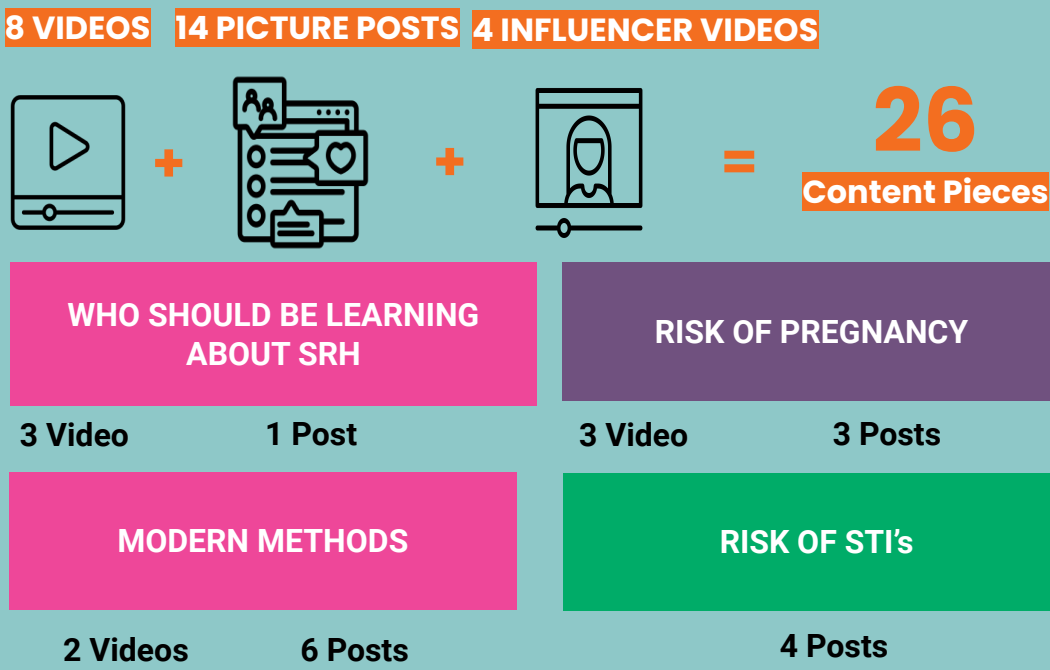 8 VIDEOS 14 PICTURE POSTS 4 INFLUENCER VIDEOS
+ + = 26
Content Pieces
WHO SHOULD BE LEARNING
ABOUT SRH
3 Video 1 Post
RISK OF PREGNANCY
3 Video 3 Posts
MODERN METHODS
2 Videos 6 Posts
RISK OF STI's
4 Posts